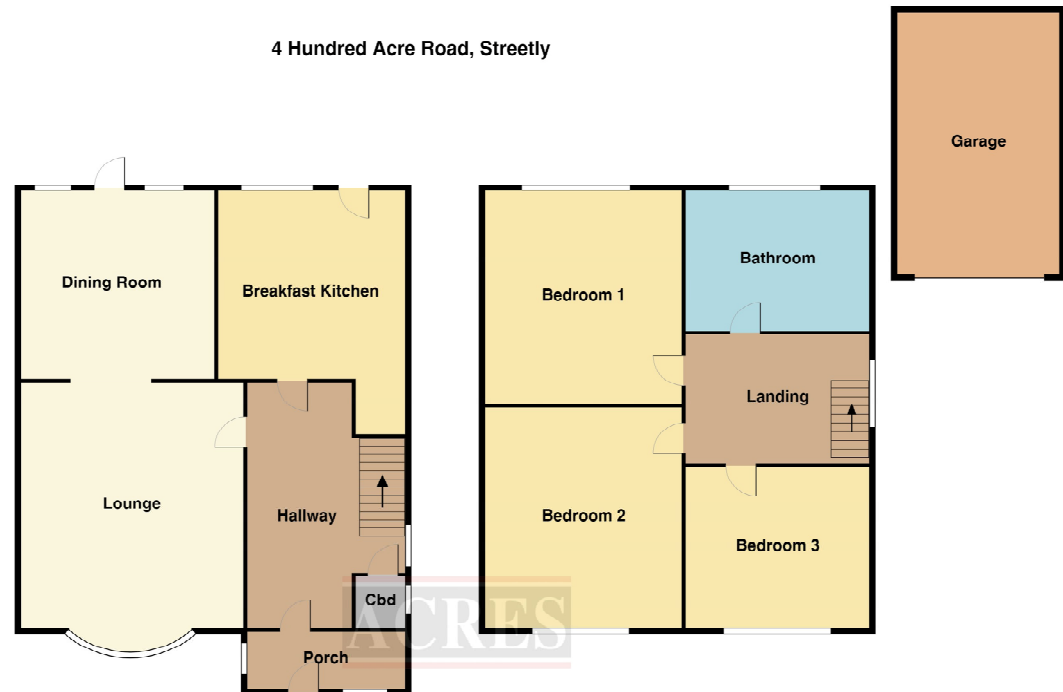 4 Hundred Acre Road, Streetly
Garage
Dining Room
Breakfast Kitchen
Lounge
Hallway
Cbd
Porch
Bedroom 1
Bathroom
Landing
Bedroom 2
Bedroom 3
ACRES